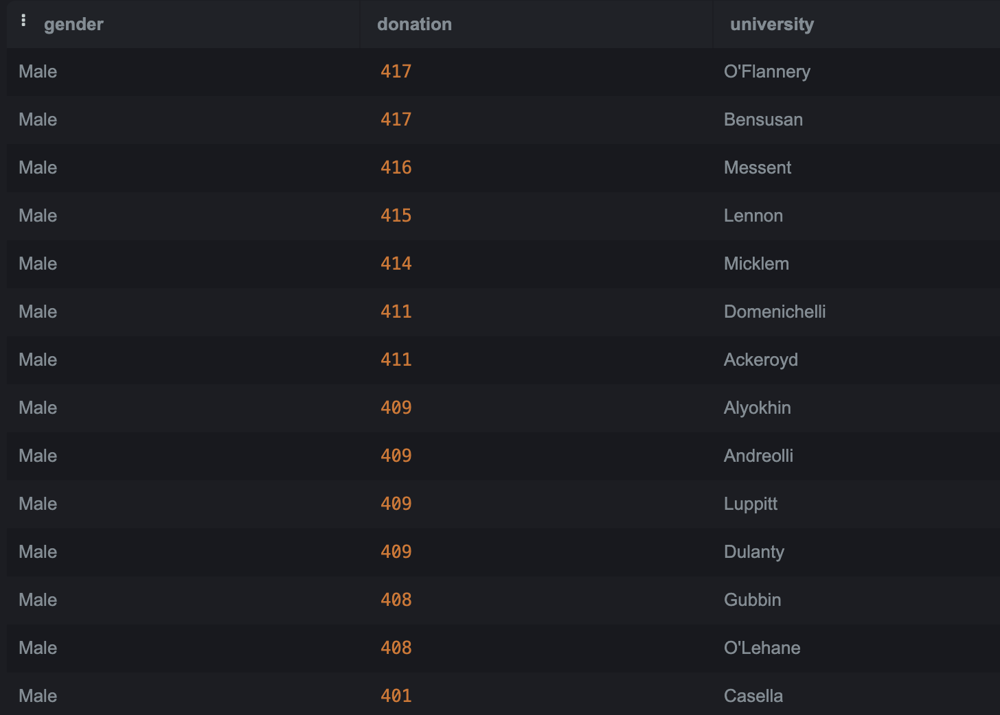 gender donation university
Male 417 O'Flannery
Male 417 Bensusan
Male 416 Messent
Male 415 Lennon
Male 414 Micklem
Male 411 Domenichelli
Male 411 Ackeroyd
Male 409 Alyokhin
Male 409 Andreolli
Male 409 Luppitt
Male 409 Dulanty
Male 408 Gubbin
Male 408 O'Lehane
Male 401 Casella